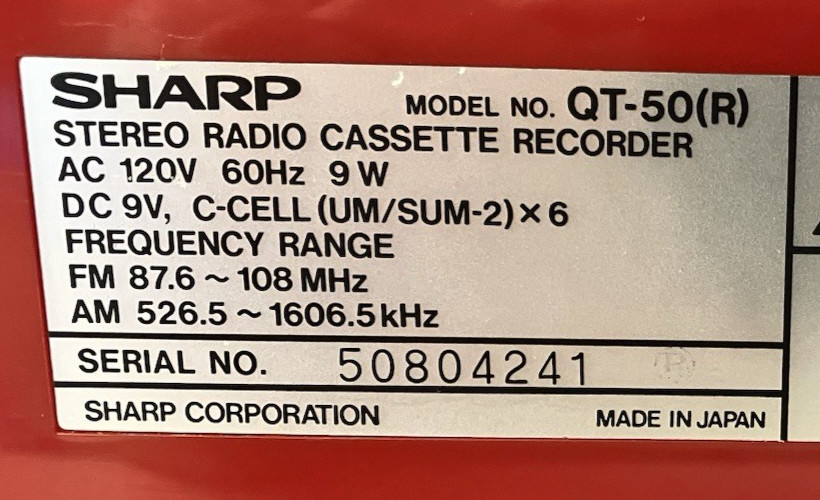 SHARP MODEL NO. QT-50(R)
STEREO RADIO CASSETTE RECORDER
AC 120V 60Hz 9 W
DC 9V, C-CELL (UM/SUM-2) × 6
FREQUENCY RANGE
FM 87.6 ~ 108 MHz
AM 526.5 ~ 1606.5 kHz
SERIAL NO. 50804241
SHARP CORPORATION MADE IN JAPAN